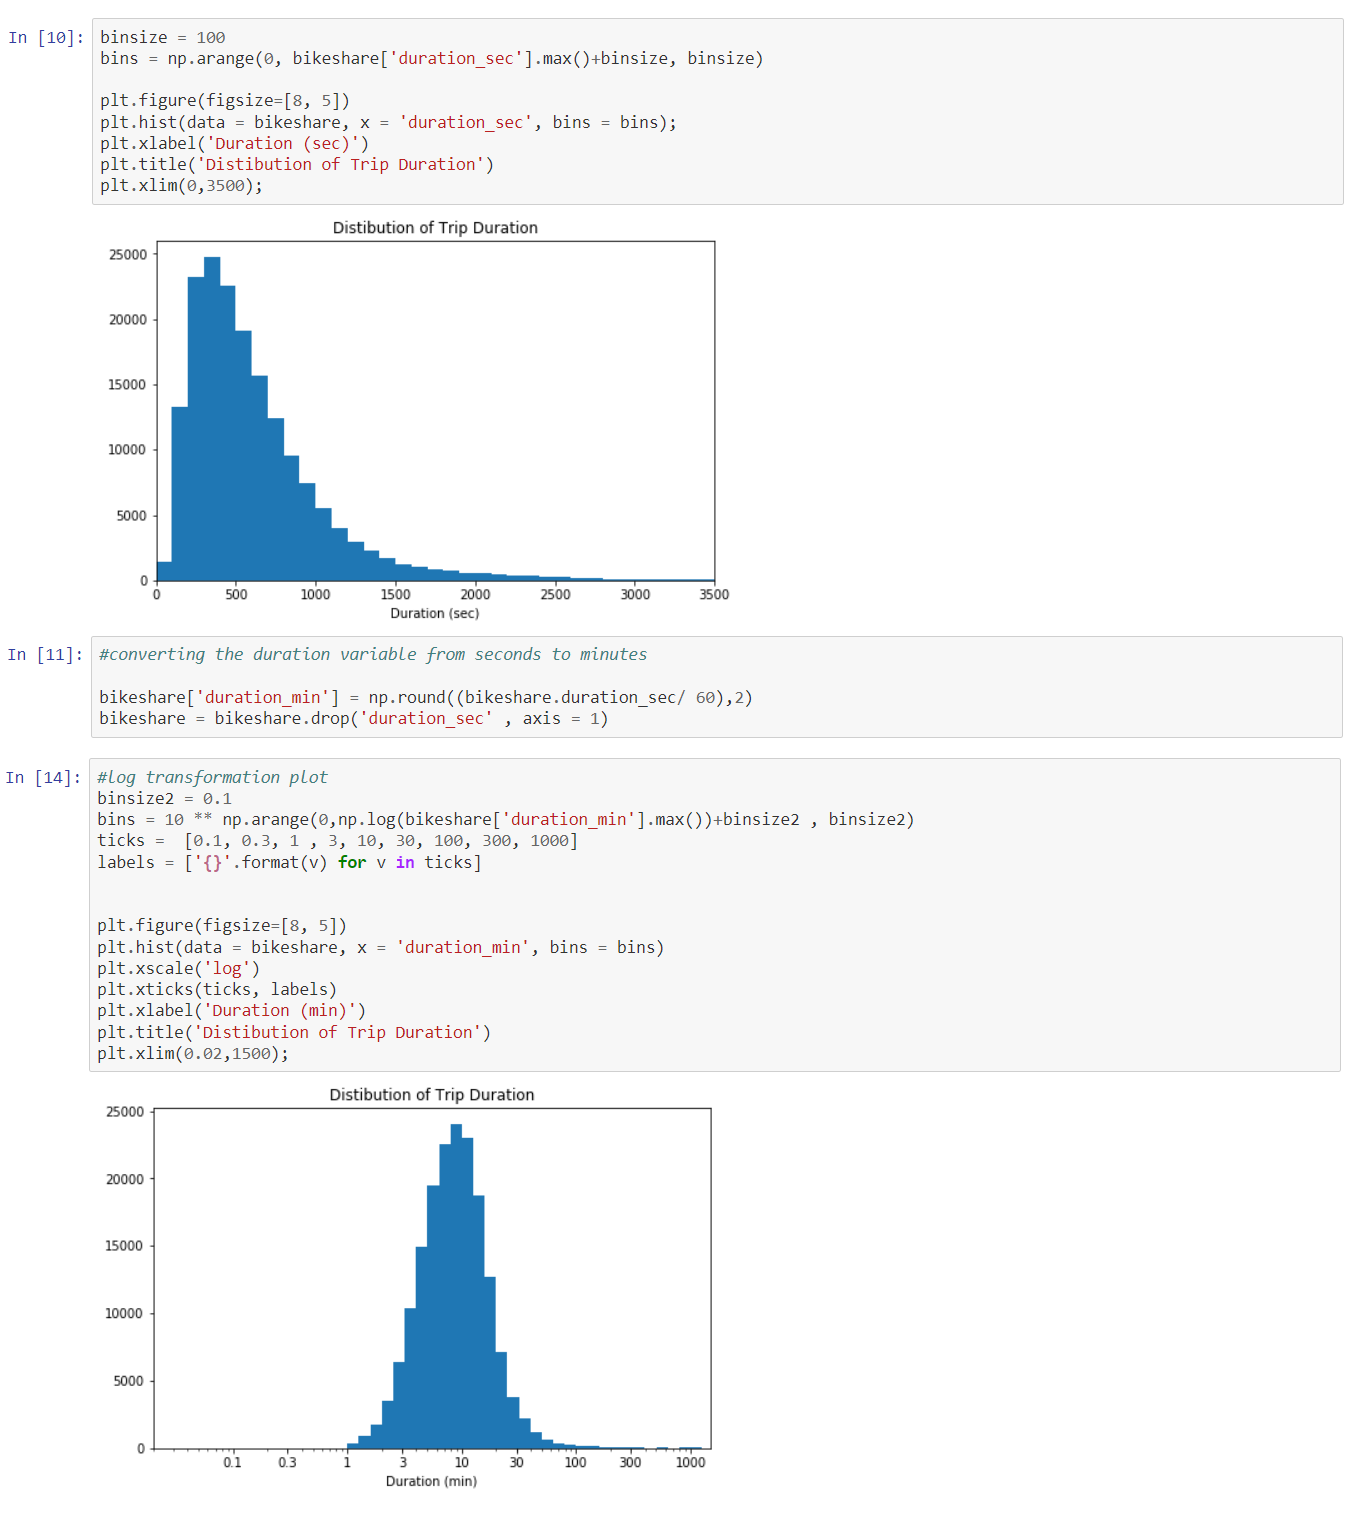 In [10]:
binsize = 100
bins = np.arange(0, bikeshare['duration_sec'].max()+binsize, binsize)
plt.figure(figsize=[8, 5])
plt.hist(data = bikeshare, x = 'duration_sec', bins = bins);
plt.xlabel('Duration (sec)')
plt.title('Distibution of Trip Duration')
plt.xlim(0,3500);
Distibution of Trip Duration
25000
20000
15000
10000
5000
0
0 500 1000 1500 2000 2500 3000 3500
Duration (sec)
In [11]:
#converting the duration variable from seconds to minutes
bikeshare['duration_min'] = np.round((bikeshare.duration_sec/ 60),2)
bikeshare = bikeshare.drop('duration_sec' , axis = 1)
In [14]:
#log transformation plot
binsize2 = 0.1
bins = 10 ** np.arange(0,np.log(bikeshare['duration_min'].max())+binsize2 , binsize2)
ticks =  [0.1, 0.3, 1 , 3, 10, 30, 100, 300, 1000]
labels = ['{}'.format(v) for v in ticks]
plt.figure(figsize=[8, 5])
plt.hist(data = bikeshare, x = 'duration_min', bins = bins)
plt.xscale('log')
plt.xticks(ticks, labels)
plt.xlabel('Duration (min)')
plt.title('Distibution of Trip Duration')
plt.xlim(0.02,1500);
Distibution of Trip Duration
25000
20000
15000
10000
5000
0
0.1 0.3 1 3 10 30 100 300 1000
Duration (min)